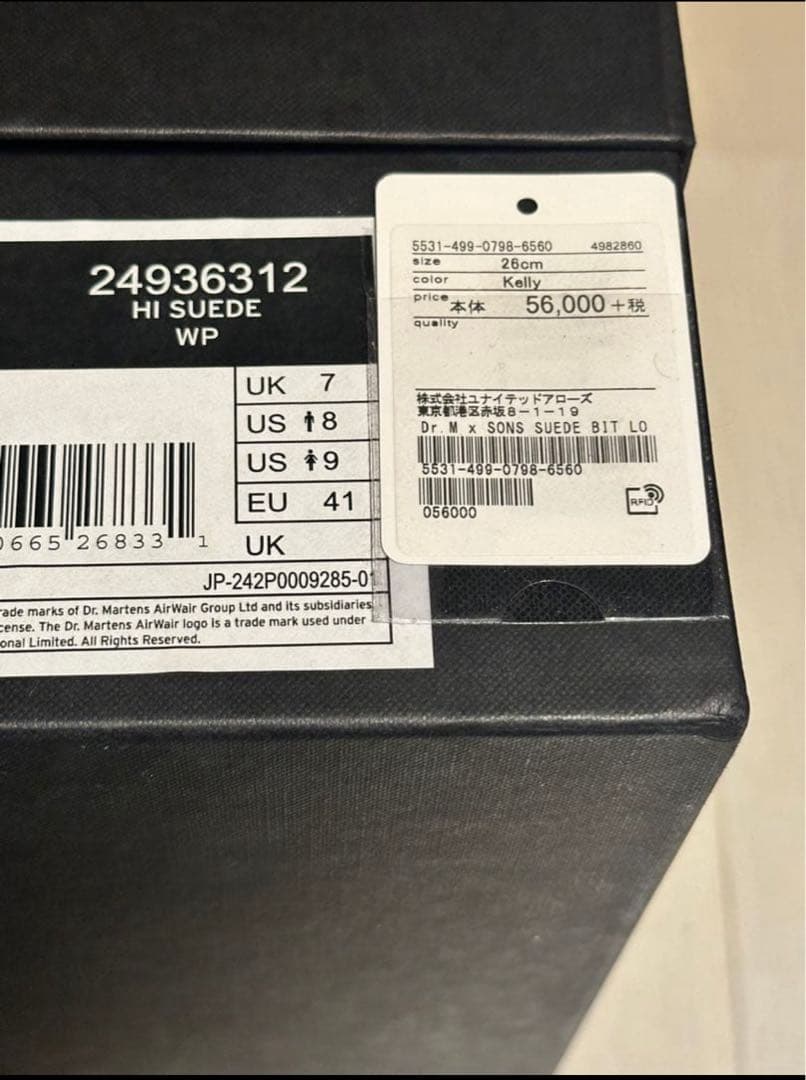 24936312
HI SUEDE
WP
UK 7
US 8
US 9
EU 41
UK
0665 26833 1
JP-242P0009285-01
rade marks of Dr. Martens AirWair Group Ltd and its subsidiaries
cense. The Dr. Martens AirWair logo is a trade mark used under
onal Limited. All Rights Reserved.
5531-499-0798-6560 4982860
size 26cm
color Kelly
price 本体 56,000+税
quality
株式会社ユナイテッドアローズ
東京都港区赤坂8-1-19
Dr.M x SONS SUEDE BIT LO
5531-499-0798-6560
056000
RFID